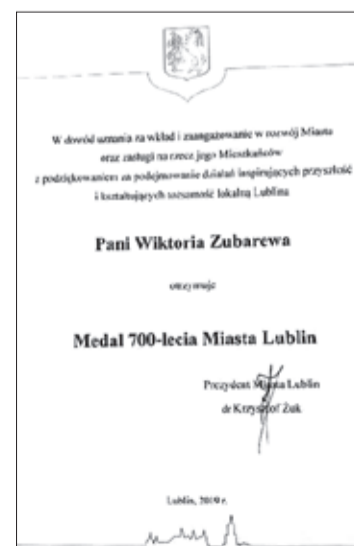 W dowód uznania za wkład i zaangażowanie w rozwój Miasta
oraz zasługi na rzecz jego Mieszkańców
z podziękowaniem za podejmowanie działań inspirujących przyszłość
i kształtujących tożsamość lokalną Lublina
Pani Wiktoria Zubarewa
otrzymuje
Medal 700-lecia Miasta Lublin
Prezydent Miasta Lublin
dr Krzysztof Żuk
Lublin, 2019 r.